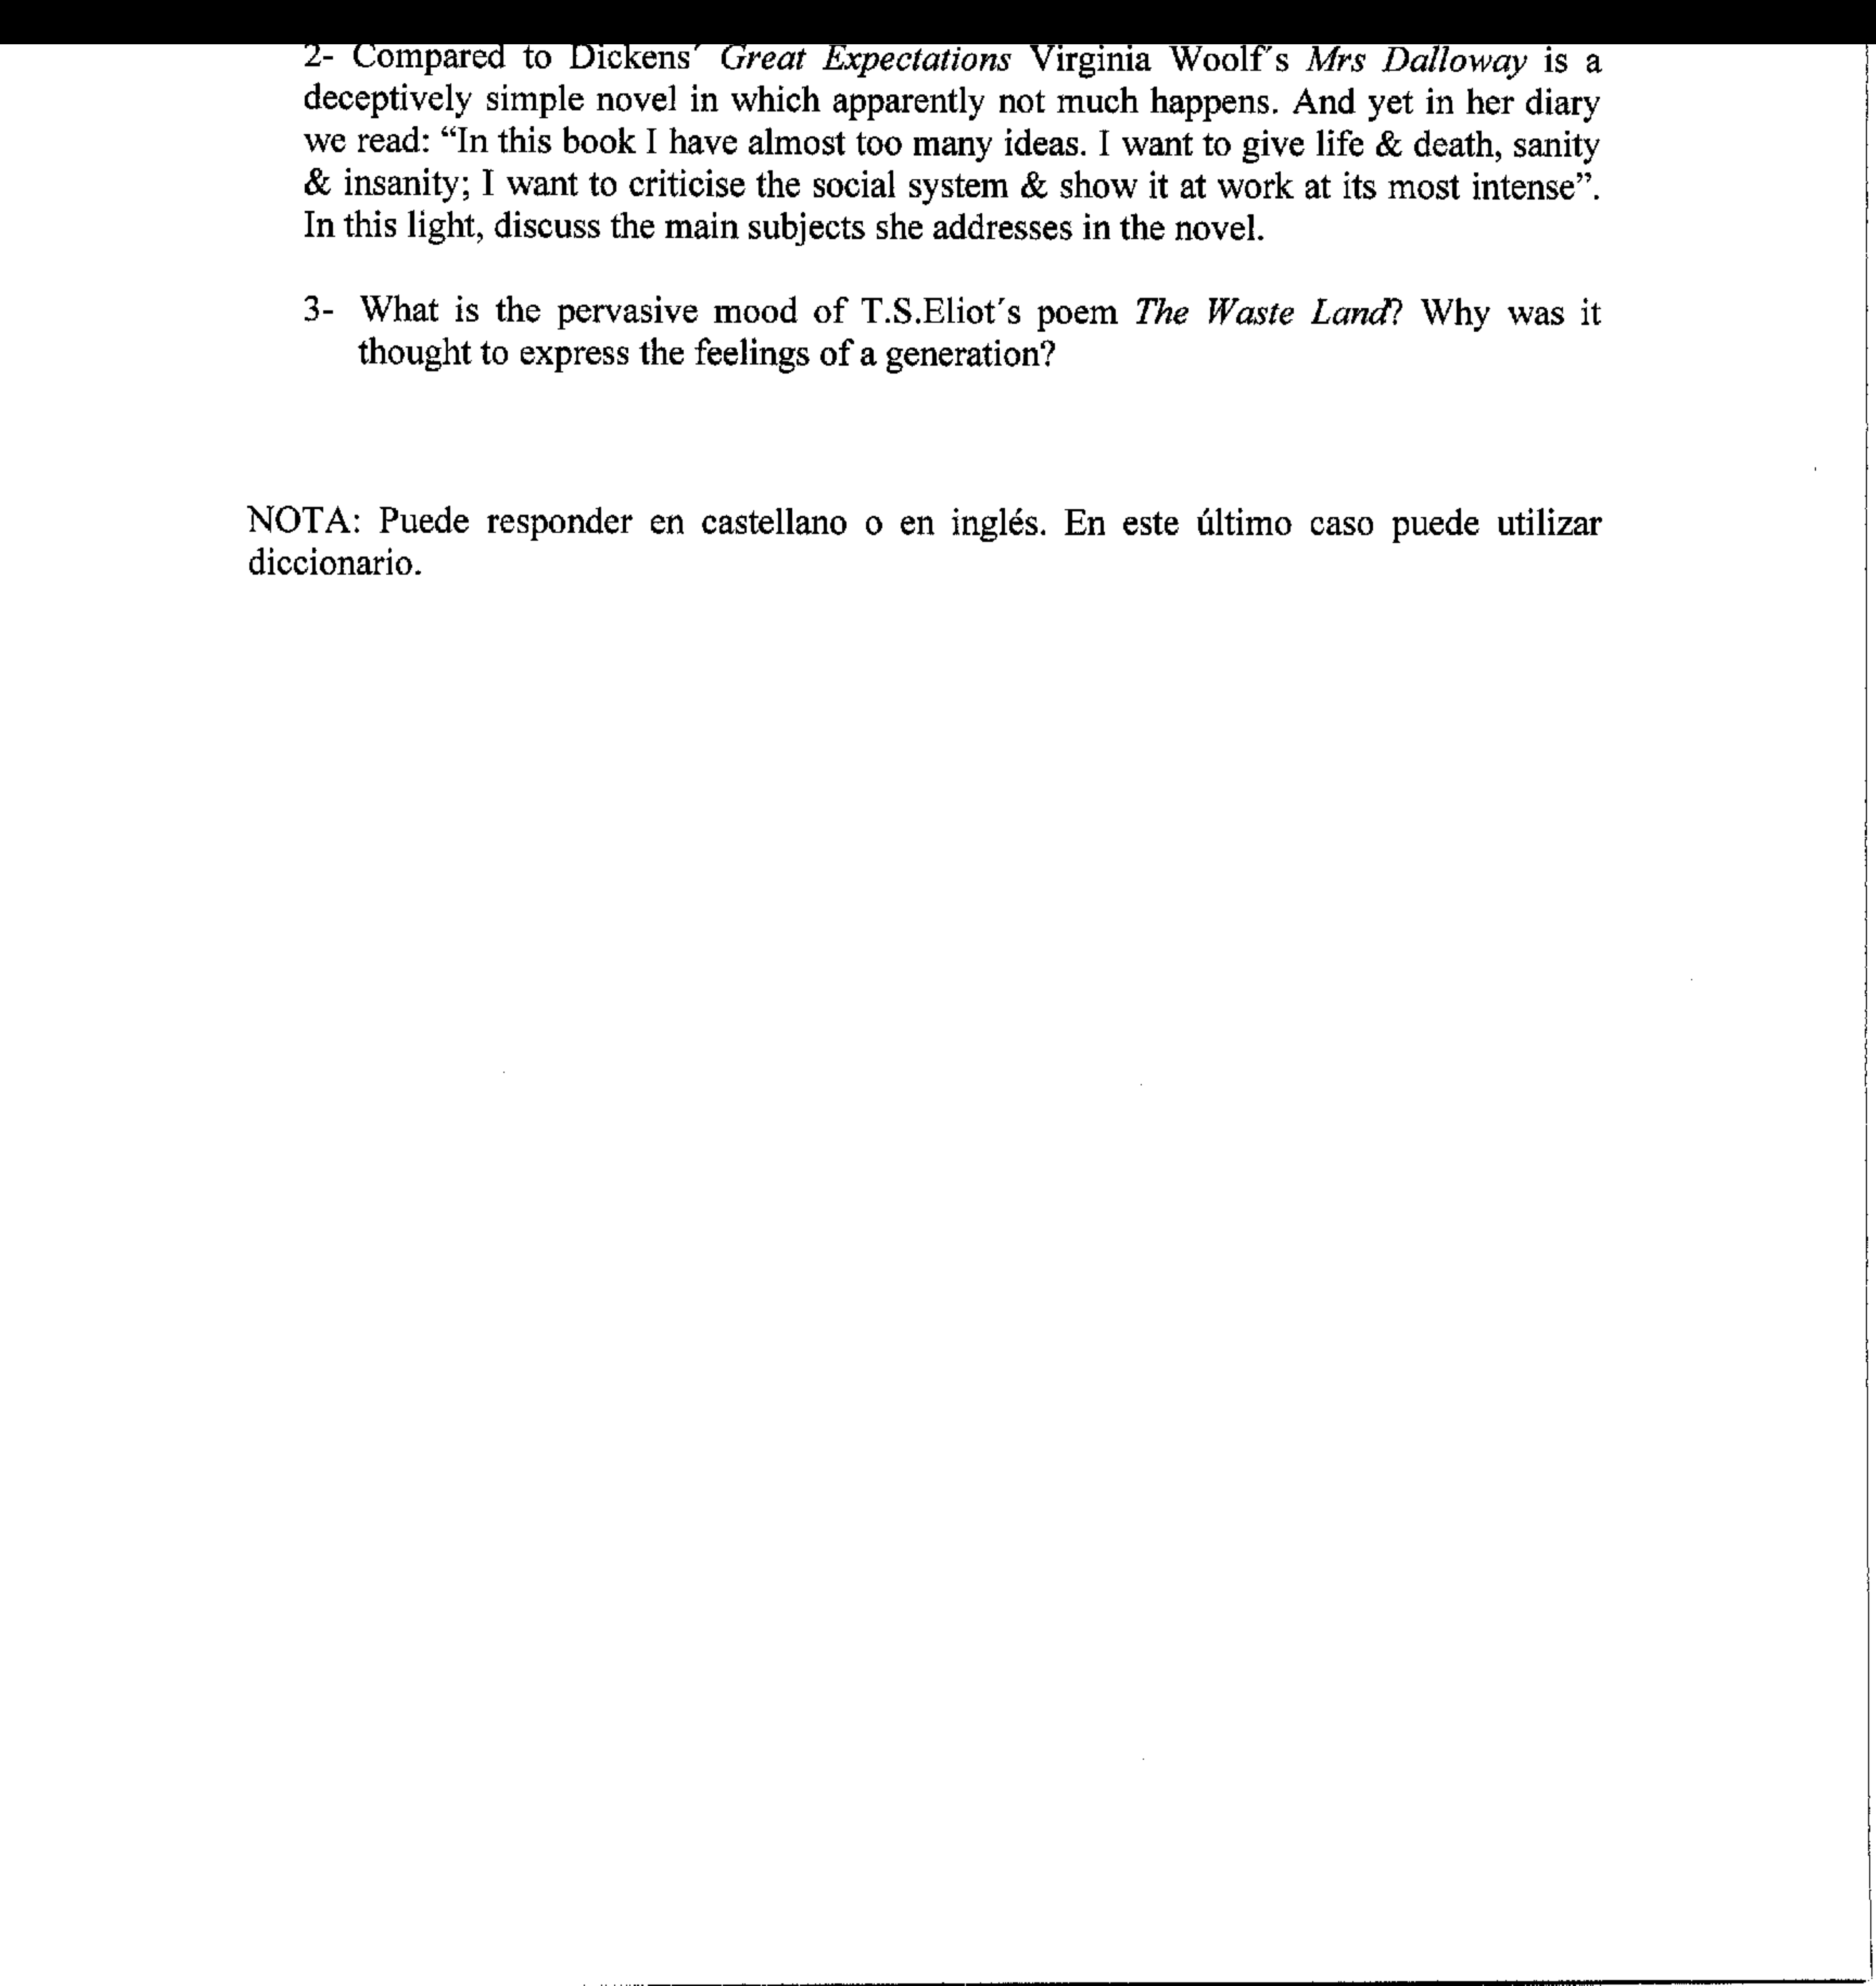 2- Compared to Dickens´ Great Expectations Virginia Woolf´s Mrs Dalloway is a
deceptively simple novel in which apparently not much happens. And yet in her diary
we read: “In this book I have almost too many ideas. I want to give life & death, sanity
& insanity; I want to criticise the social system & show it at work at its most intense”.
In this light, discuss the main subjects she addresses in the novel.
3- What is the pervasive mood of T.S.Eliot´s poem The Waste Land? Why was it
thought to express the feelings of a generation?
NOTA: Puede responder en castellano o en inglés. En este último caso puede utilizar
diccionario.